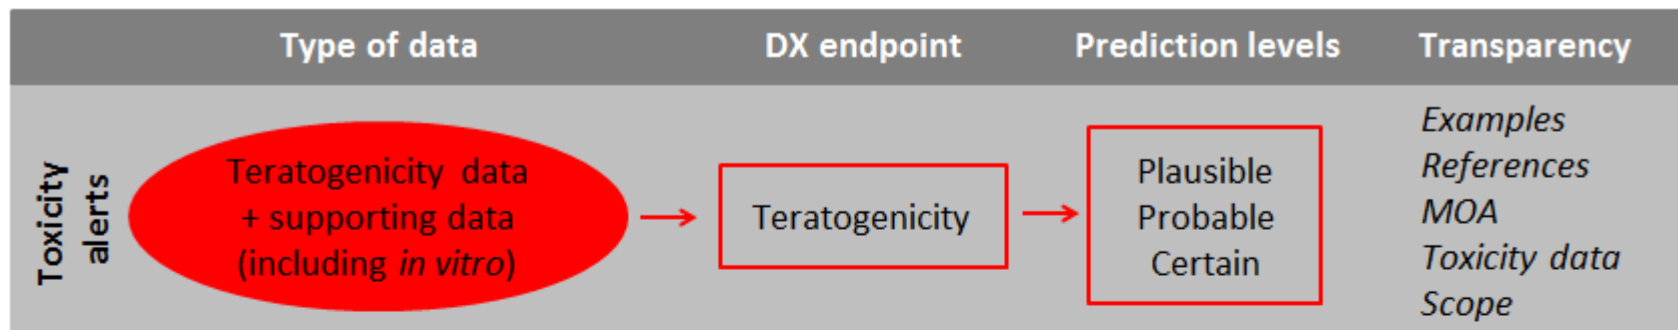 Type of data
DX endpoint
Prediction levels
Transparency
Toxicity
alerts
Teratogenicity data
+ supporting data
(including in vitro)
Teratogenicity
Plausible
Probable
Certain
Examples
References
MOA
Toxicity data
Scope